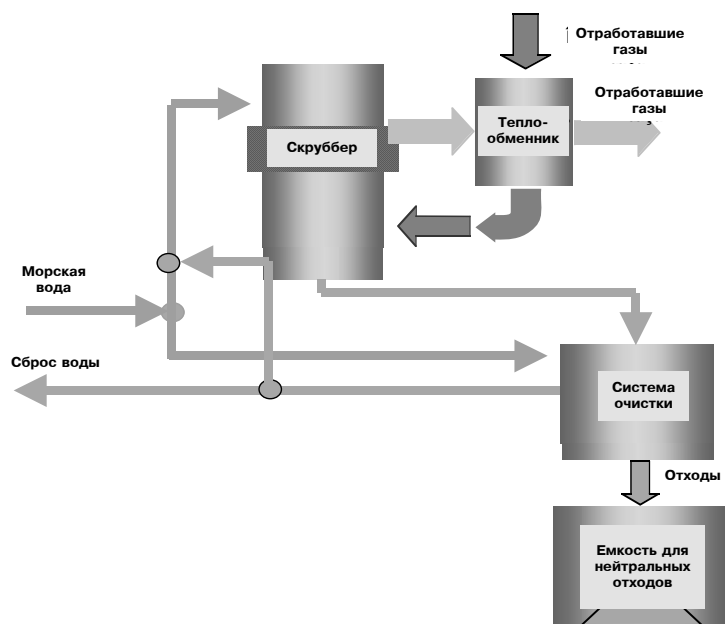 Отработавшие
газы
Отработавшие
газы
Тепло-
обменник
Скруббер
Морская
вода
Сброс воды
Система
очистки
Отходы
Емкость для
нейтральных
отходов